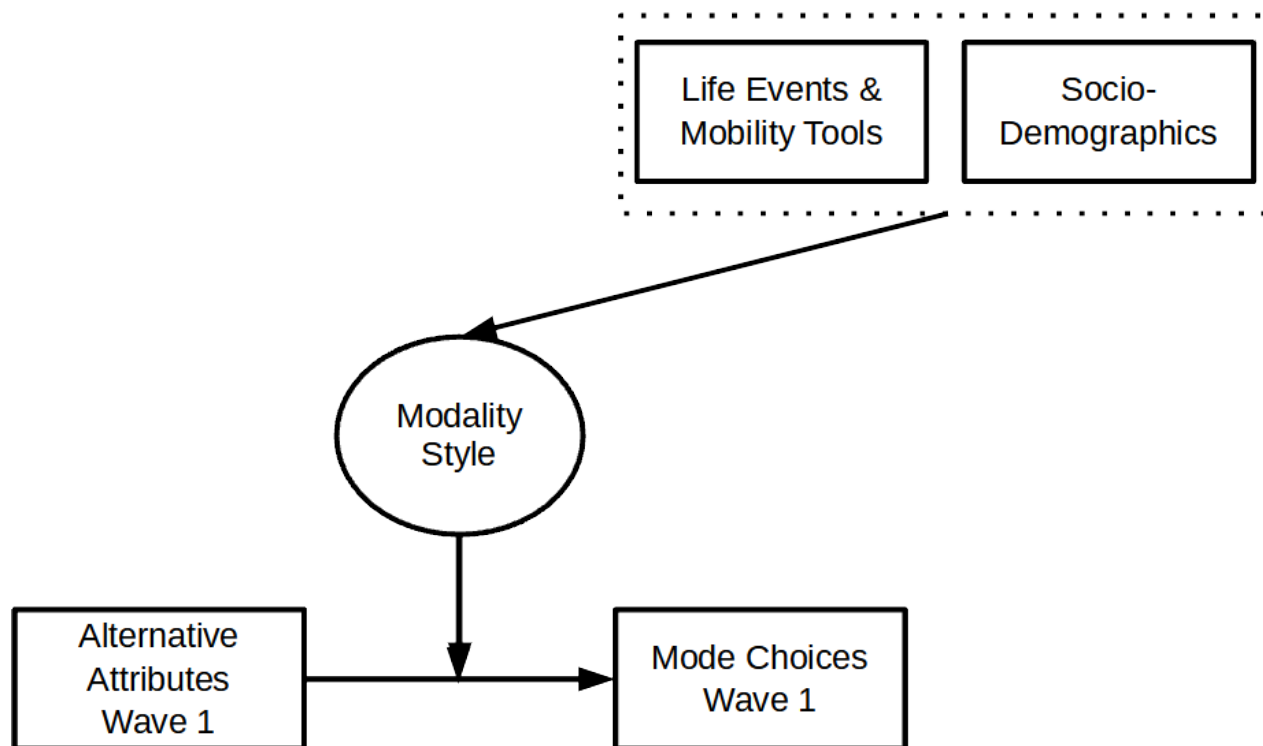 Life Events &
Mobility Tools
Socio-
Demographics
Modality
Style
Alternative
Attributes
Wave 1
Mode Choices
Wave 1